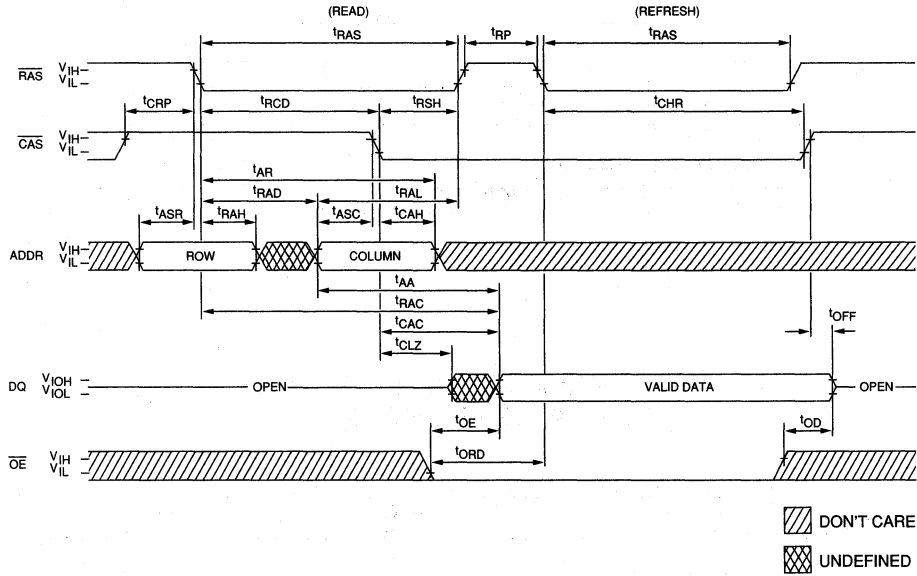 (READ) (REFRESH)
tRAS tRP tRAS
RAS VIH VIL
tCRP tRCD tRSH tCHR
CAS VIH VIL
tAR
tRAD tRAL
tASR tRAH tASC tCAH
ADDR VIH VIL ROW COLUMN
tAA
tRAC
tCAC tOFF
tCLZ
DQ VIOH VIOL OPEN VALID DATA OPEN
tOE tOD
OE VIH VIL tORD
DON'T CARE
UNDEFINED